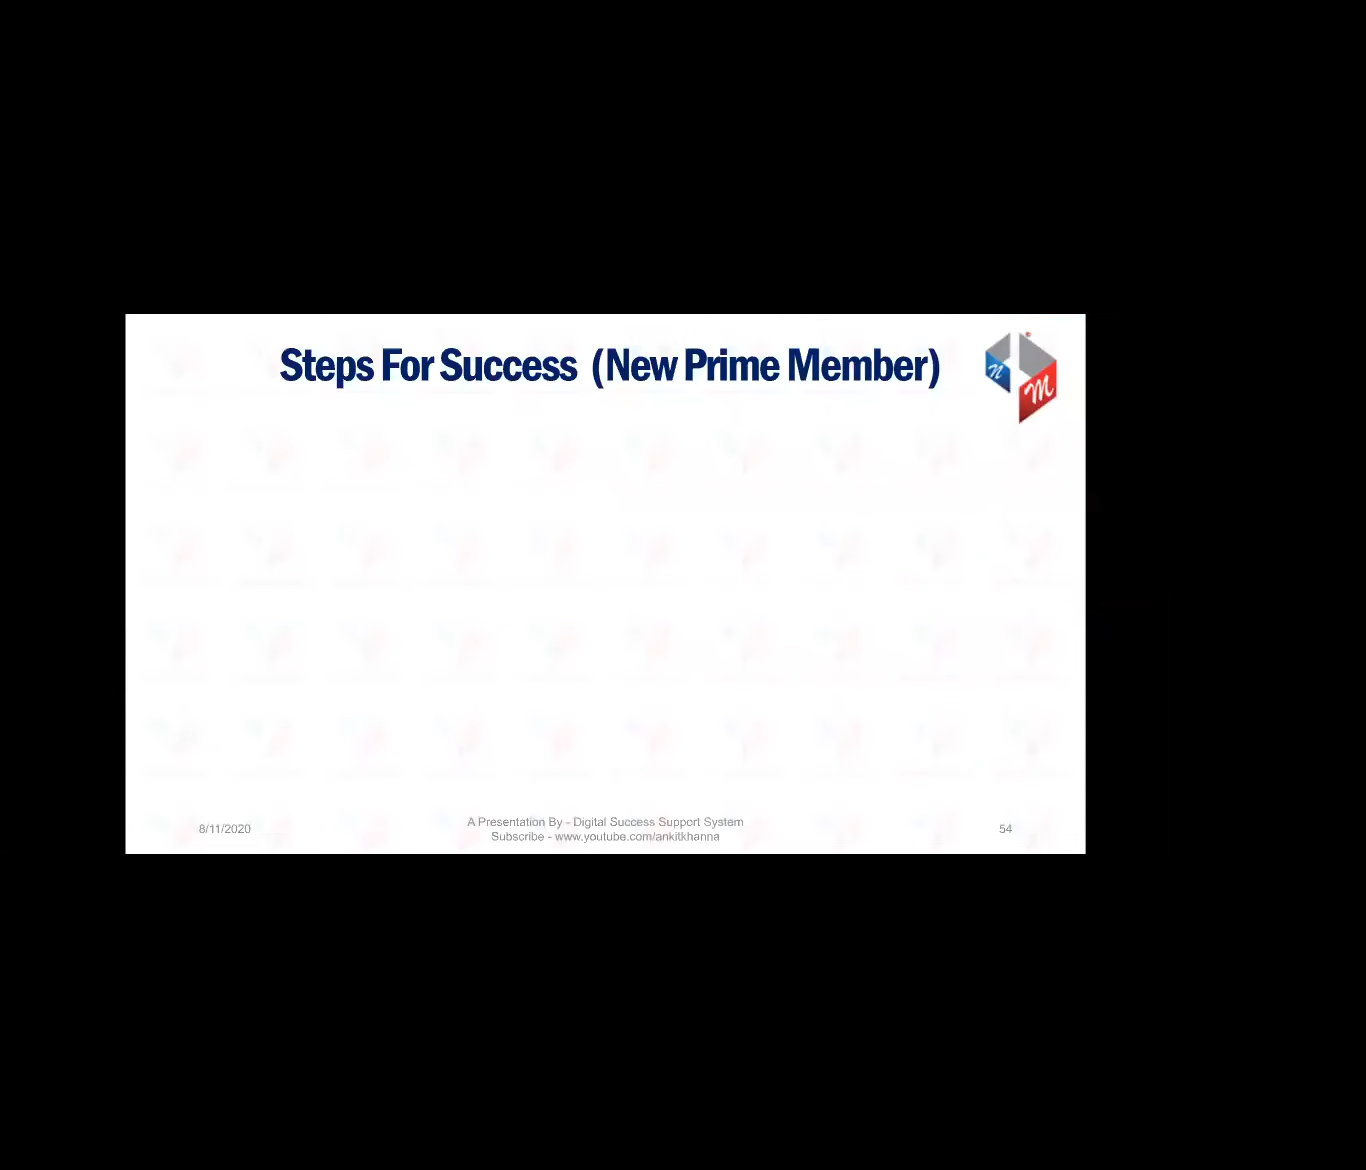 Steps For Success (New Prime Member)
n
M
8/11/2020
A Presentation By - Digital Success Support System
Subscribe - www.youtube.com/ankitkhanna
54